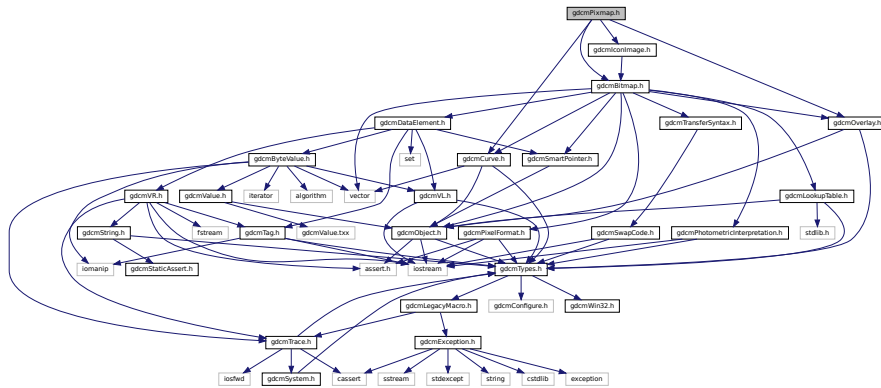 gdcmPixmap.h
gdcmIconImage.h
gdcmBitmap.h
gdcmDataElement.h
gdcmTransferSyntax.h
gdcmOverlay.h
gdcmByteValue.h
set
gdcmCurve.h
gdcmSmartPointer.h
gdcmVR.h
gdcmValue.h
iterator
algorithm
vector
gdcmVL.h
gdcmLookupTable.h
gdcmString.h
fstream
gdcmTag.h
gdcmValue.txx
gdcmObject.h
gdcmPixelFormat.h
gdcmSwapCode.h
gdcmPhotometricInterpretation.h
stdlib.h
iomanip
gdcmStaticAssert.h
assert.h
iostream
gdcmTypes.h
gdcmLegacyMacro.h
gdcmConfigure.h
gdcmWin32.h
gdcmTrace.h
gdcmException.h
iosfwd
gdcmSystem.h
cassert
sstream
stdexcept
string
cstdlib
exception